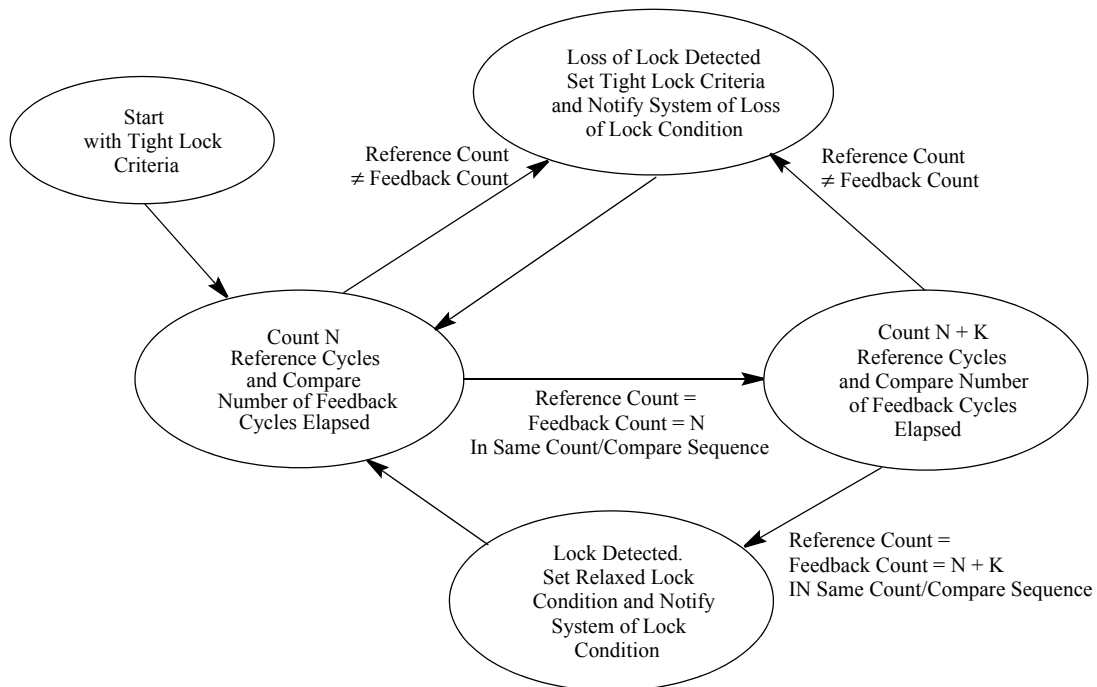 Start
with Tight Lock
Criteria
Loss of Lock Detected
Set Tight Lock Criteria
and Notify System of Loss
of Lock Condition
Reference Count
≠ Feedback Count
Reference Count
≠ Feedback Count
Count N
Reference Cycles
and Compare
Number of Feedback
Cycles Elapsed
Reference Count =
Feedback Count = N
In Same Count/Compare Sequence
Count N + K
Reference Cycles
and Compare Number
of Feedback Cycles
Elapsed
Reference Count =
Feedback Count = N + K
IN Same Count/Compare Sequence
Lock Detected.
Set Relaxed Lock
Condition and Notify
System of Lock
Condition